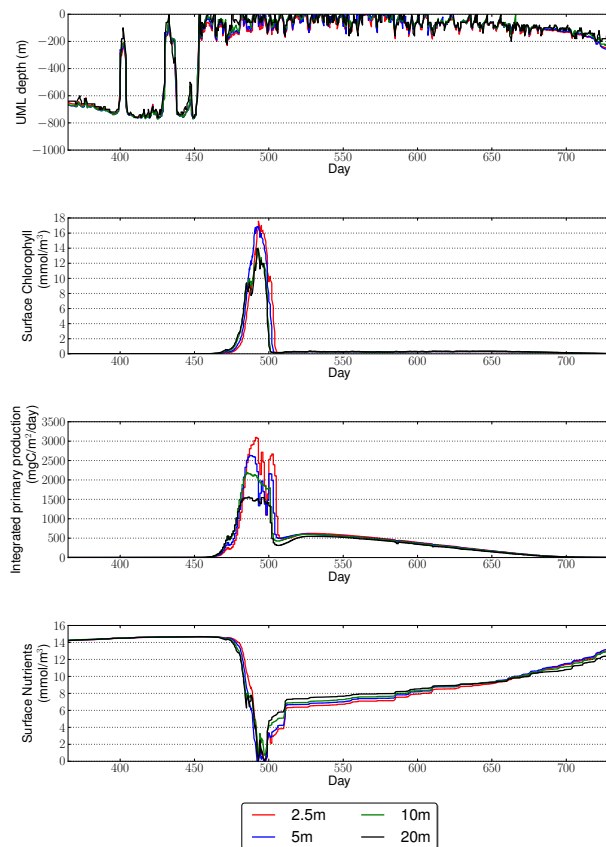 0
−200
−400
−600
−800
−1000
UML depth (m)
400 450 500 550 600 650 700
Day
18
16
14
12
10
8
6
4
2
0
Surface Chlorophyll
(mmol/m³)
400 450 500 550 600 650 700
Day
3500
3000
2500
2000
1500
1000
500
0
Integrated primary production
(mgC/m²/day)
400 450 500 550 600 650 700
Day
16
14
12
10
8
6
4
2
0
Surface Nutrients
(mmol/m³)
400 450 500 550 600 650 700
Day
2.5m 10m
5m 20m